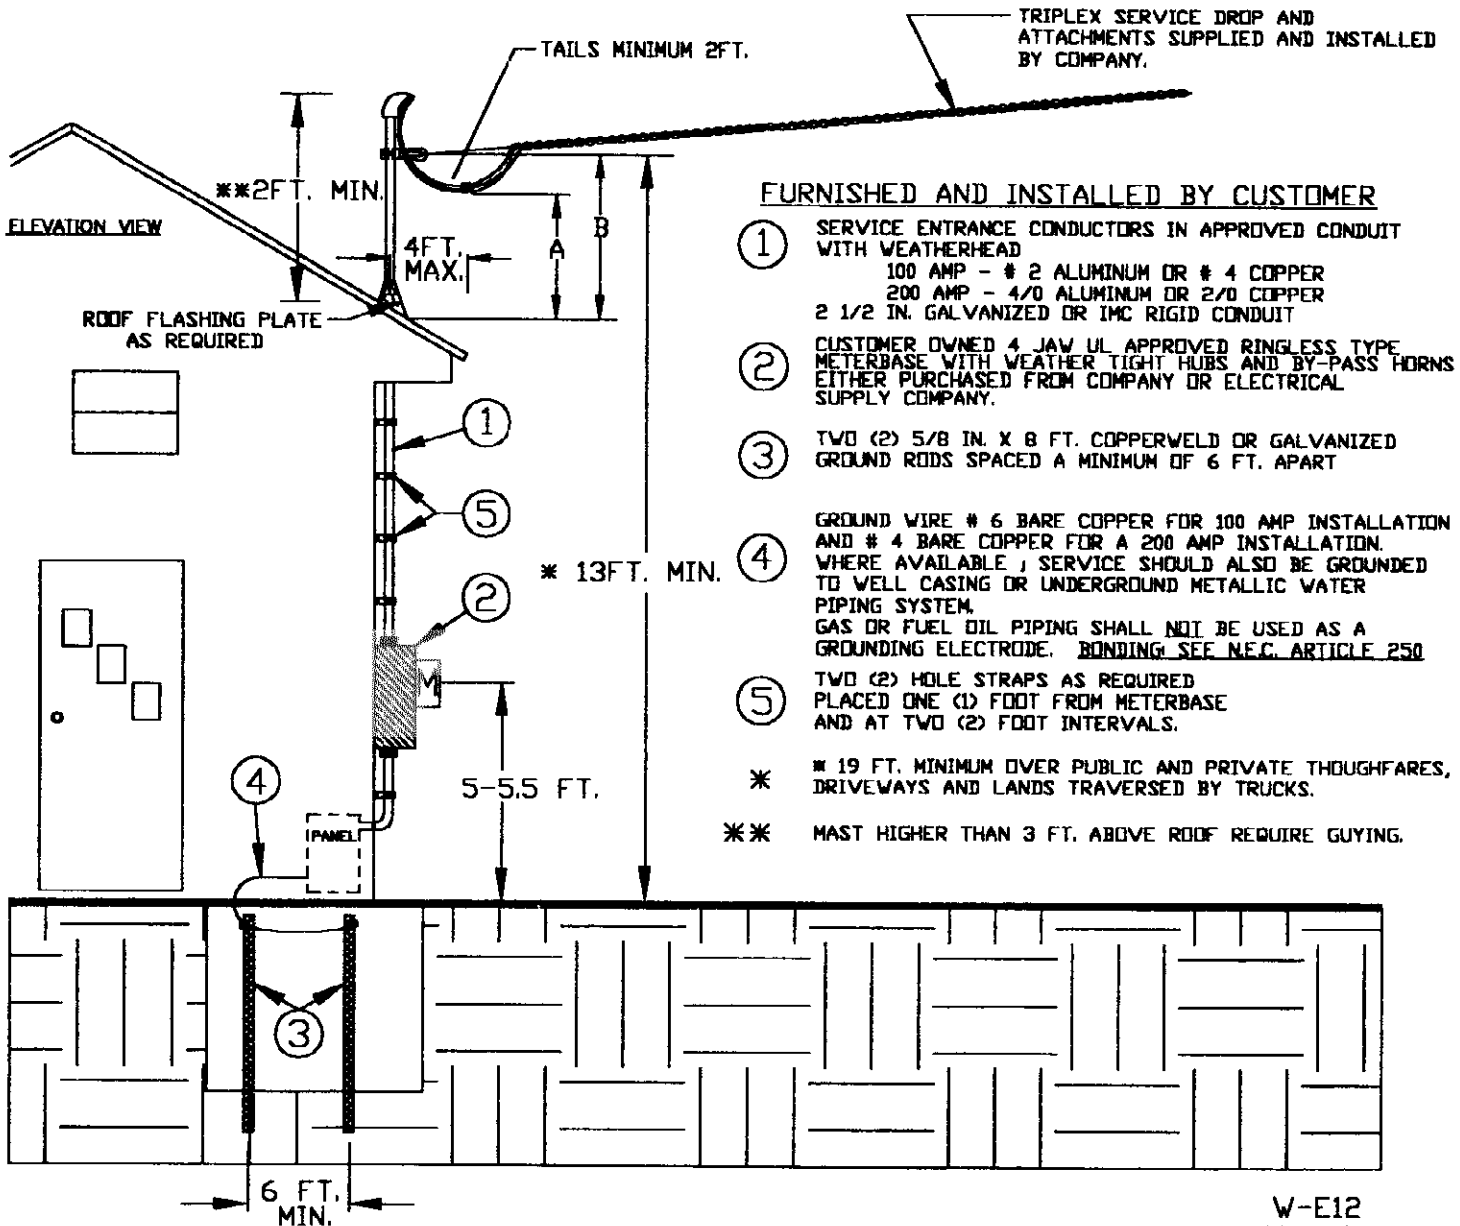 TRIPLEX SERVICE DROP AND
ATTACHMENTS SUPPLIED AND INSTALLED
BY COMPANY.
TAILS MINIMUM 2FT.
**2FT. MIN.
ELEVATION VIEW
4FT.
MAX.
A
B
ROOF FLASHING PLATE
AS REQUIRED
FURNISHED AND INSTALLED BY CUSTOMER
1 SERVICE ENTRANCE CONDUCTORS IN APPROVED CONDUIT
WITH WEATHERHEAD
100 AMP - # 2 ALUMINUM OR # 4 COPPER
200 AMP - 4/0 ALUMINUM OR 2/0 COPPER
2 1/2 IN. GALVANIZED OR IMC RIGID CONDUIT
2 CUSTOMER OWNED 4 JAW UL APPROVED RINGLESS TYPE
METERBASE WITH WEATHER TIGHT HUBS AND BY-PASS HORNS
EITHER PURCHASED FROM COMPANY OR ELECTRICAL
SUPPLY COMPANY.
3 TWO (2) 5/8 IN. X 8 FT. COPPERWELD OR GALVANIZED
GROUND RODS SPACED A MINIMUM OF 6 FT. APART
4 GROUND WIRE # 6 BARE COPPER FOR 100 AMP INSTALLATION
AND # 4 BARE COPPER FOR A 200 AMP INSTALLATION.
WHERE AVAILABLE ; SERVICE SHOULD ALSO BE GROUNDED
TO WELL CASING OR UNDERGROUND METALLIC WATER
PIPING SYSTEM.
GAS OR FUEL OIL PIPING SHALL NOT BE USED AS A
GROUNDING ELECTRODE. BONDING: SEE N.E.C. ARTICLE 250
5 TWO (2) HOLE STRAPS AS REQUIRED
PLACED ONE (1) FOOT FROM METERBASE
AND AT TWO (2) FOOT INTERVALS.
* * 19 FT. MINIMUM OVER PUBLIC AND PRIVATE THOUGHFARES,
DRIVEWAYS AND LANDS TRAVERSED BY TRUCKS.
** MAST HIGHER THAN 3 FT. ABOVE ROOF REQUIRE GUYING.
1
5
* 13FT. MIN.
2
M
5-5.5 FT.
4
PANEL
3
6 FT.
MIN.
W-E12